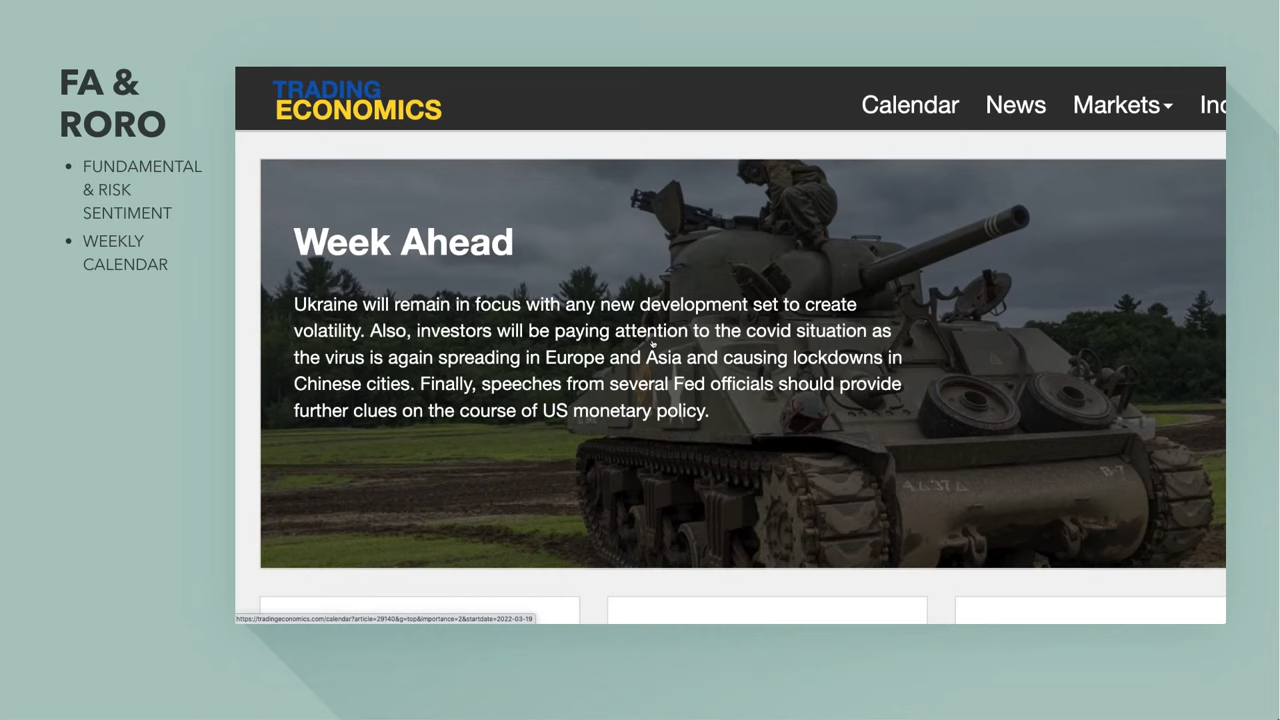 FA &
RORO
• FUNDAMENTAL
& RISK
SENTIMENT
• WEEKLY
CALENDAR
TRADING
ECONOMICS
Calendar News Markets Inc
Week Ahead
Ukraine will remain in focus with any new development set to create
volatility. Also, investors will be paying attention to the covid situation as
the virus is again spreading in Europe and Asia and causing lockdowns in
Chinese cities. Finally, speeches from several Fed officials should provide
further clues on the course of US monetary policy.
B-7
https://tradingeconomics.com/calendar?article=29140&g=top&importance=2&startdate=2022-03-19